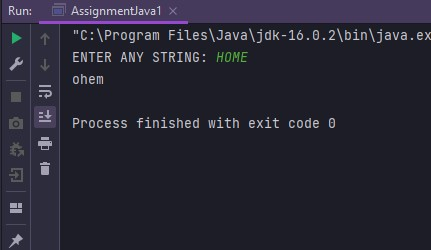 Run: AssignmentJava1 ×
"C:\Program Files\Java\jdk-16.0.2\bin\java.ex
ENTER ANY STRING: HOME
ohem
Process finished with exit code 0